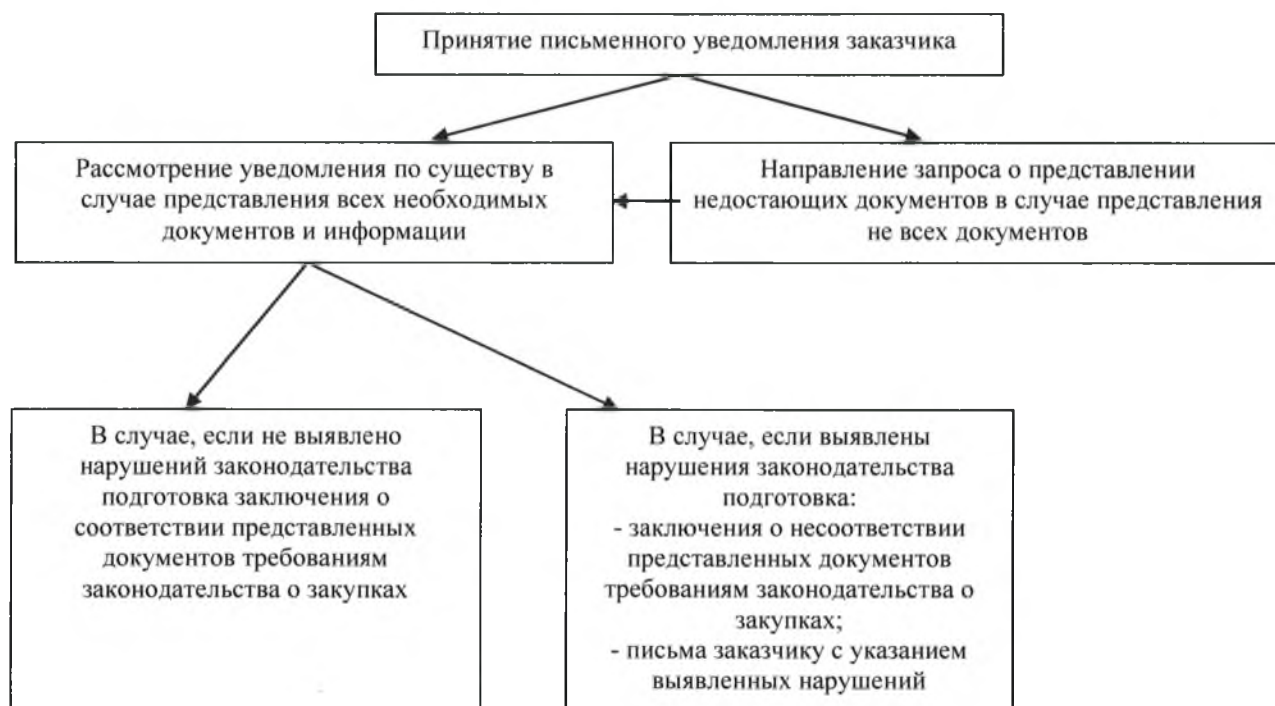 Принятие письменного уведомления заказчика
Рассмотрение уведомления по существу в
случае представления всех необходимых
документов и информации
Направление запроса о представлении
недостающих документов в случае представления
не всех документов
В случае, если не выявлено
нарушений законодательства
подготовка заключения о
соответствии представленных
документов требованиям
законодательства о закупках
В случае, если выявлены
нарушения законодательства
подготовка:
- заключения о несоответствии
представленных документов
требованиям законодательства о
закупках;
- письма заказчику с указанием
выявленных нарушений